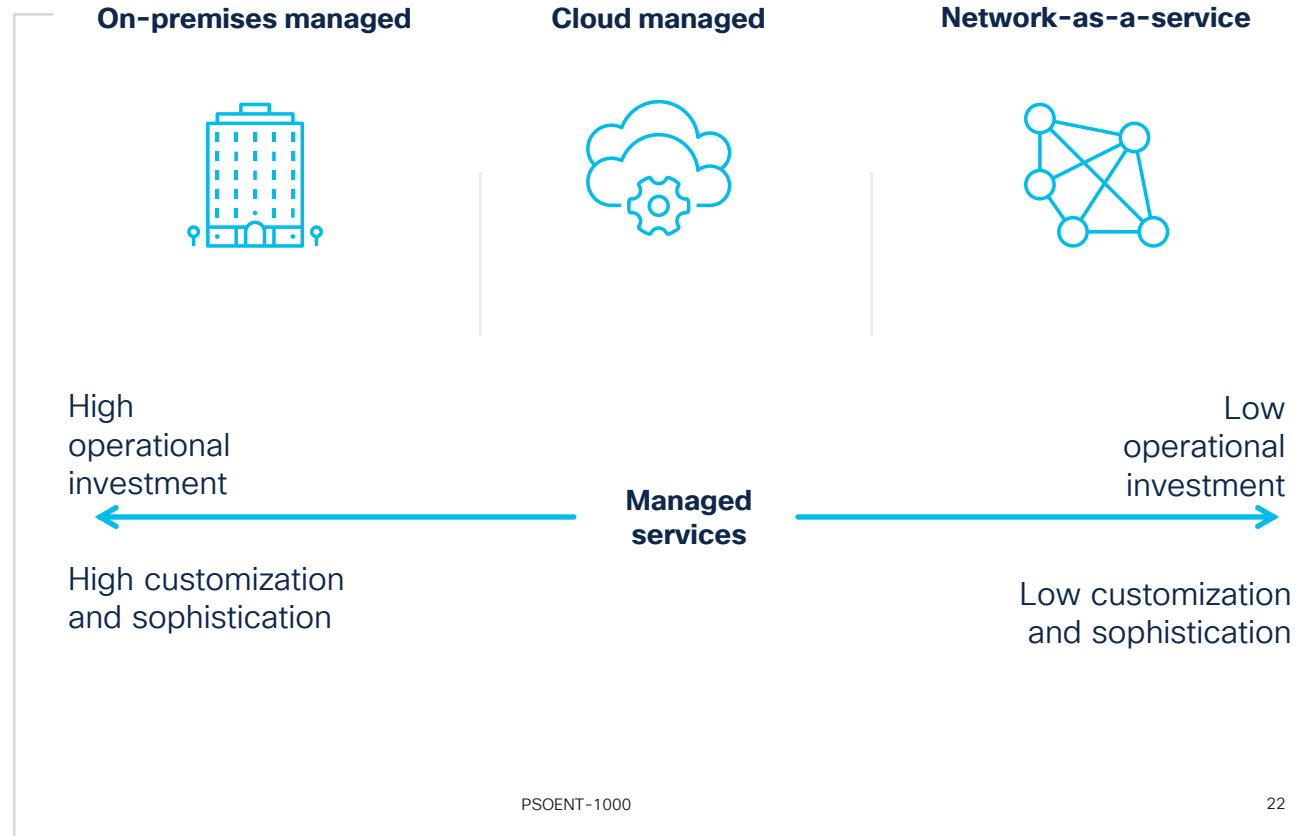 On-premises managed
Cloud managed
Network-as-a-service
High
operational
investment
Low
operational
investment
Managed
services
High customization
and sophistication
Low customization
and sophistication
PSOENT-1000
22